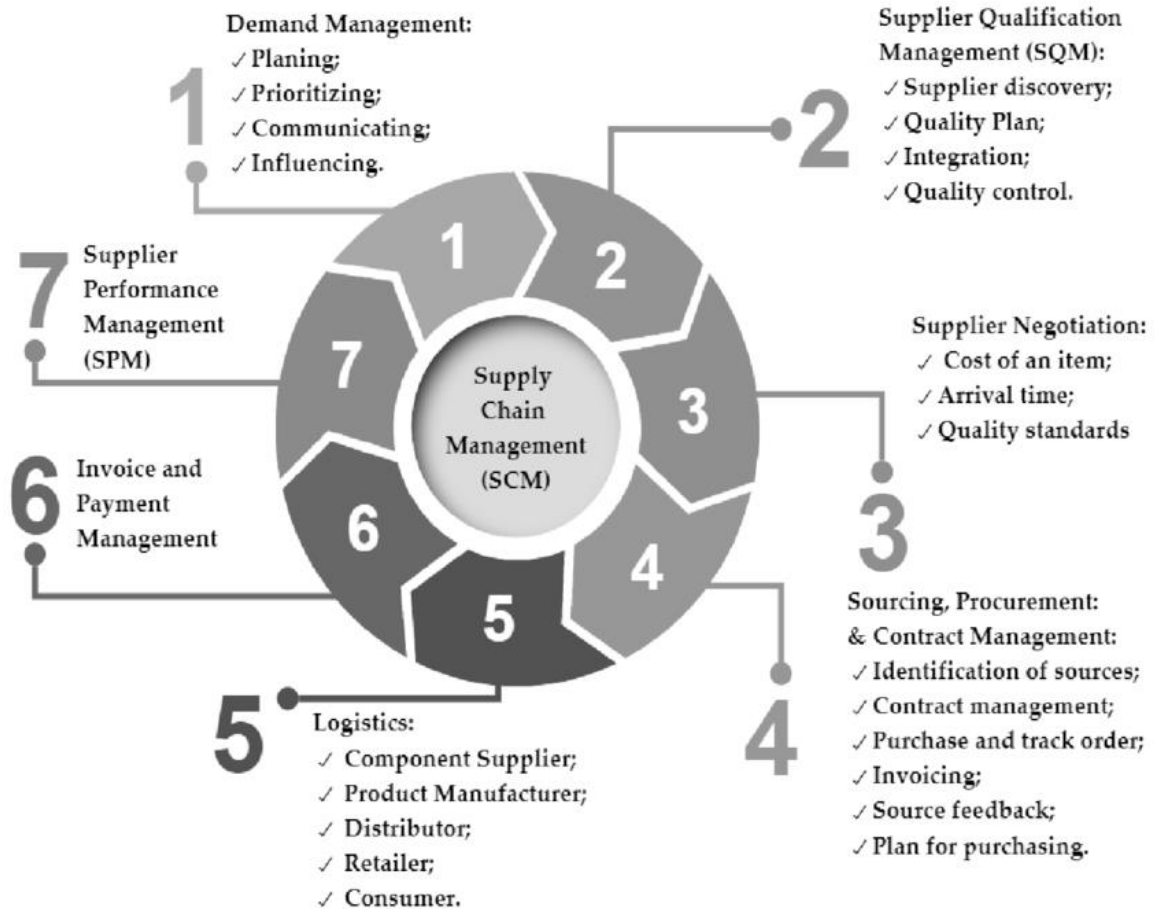 1
Demand Management:
✓ Planing;
✓ Prioritizing;
✓ Communicating;
✓ Influencing.
2
Supplier Qualification
Management (SQM):
✓ Supplier discovery;
✓ Quality Plan;
✓ Integration;
✓ Quality control.
3
Supplier Negotiation:
✓ Cost of an item;
✓ Arrival time;
✓ Quality standards
4
Sourcing, Procurement:
& Contract Management:
✓ Identification of sources;
✓ Contract management;
✓ Purchase and track order;
✓ Invoicing;
✓ Source feedback;
✓ Plan for purchasing.
5
Logistics:
✓ Component Supplier;
✓ Product Manufacturer;
✓ Distributor;
✓ Retailer;
✓ Consumer.
6
Invoice and
Payment
Management
7
Supplier
Performance
Management
(SPM)
1
2
3
4
5
6
7
Supply
Chain
Management
(SCM)